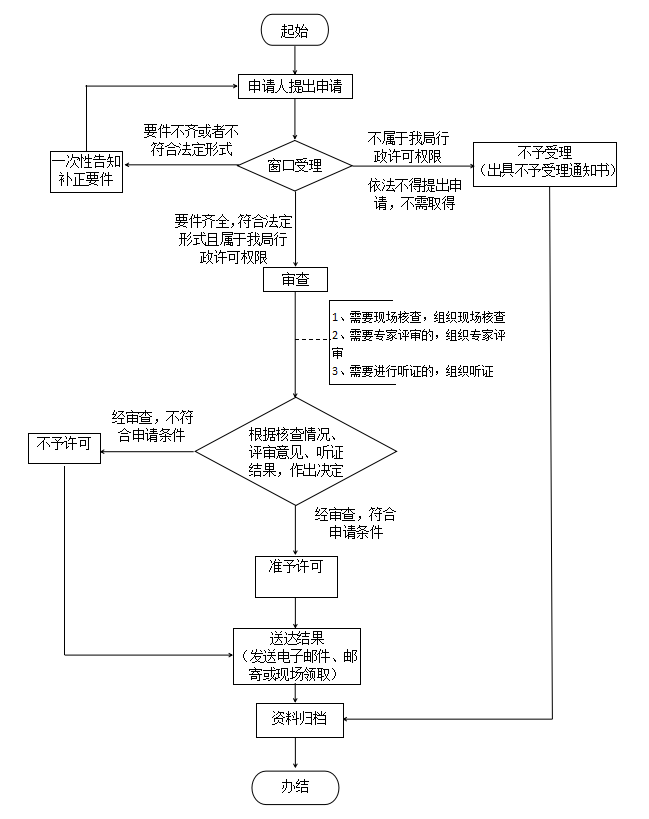 起始
申请人提出申请
要件不齐或者不
符合法定形式
一次性告知
补正要件
窗口受理
不属于我局行
政许可权限
依法不得提出申
请，不需取得
不予受理
（出具不予受理通知书）
要件齐全，符合法定
形式且属于我局行
政许可权限
审查
1、需要现场核查，组织现场核查
2、需要专家评审的，组织专家评
审
3、需要进行听证的，组织听证
经审查，不符
合申请条件
不予许可
根据核查情况、
评审意见、听证
结果，作出决定
经审查，符合
申请条件
准予许可
送达结果
（发送电子邮件、邮
寄或现场领取）
资料归档
办结